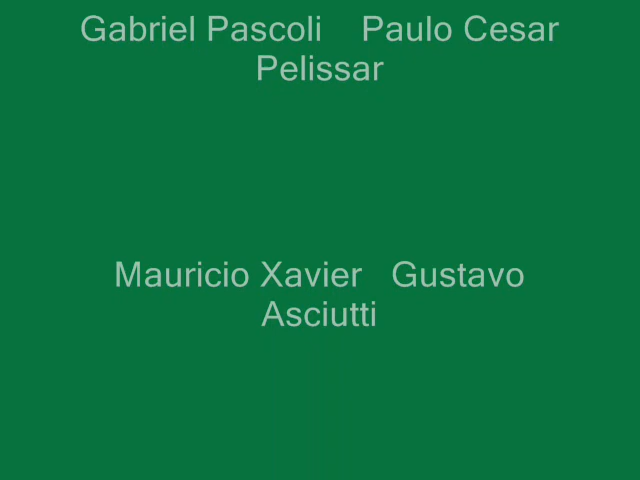 Gabriel Pascoli    Paulo Cesar
Pelissar
Mauricio Xavier   Gustavo
Asciutti